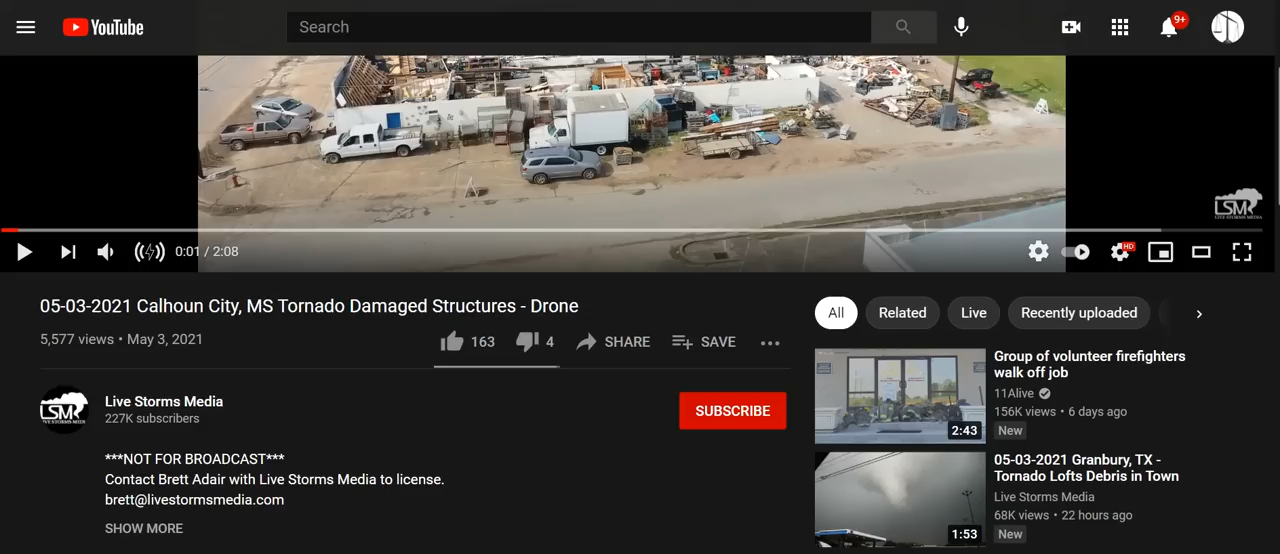 YouTube
Search
9+
LSM
LIVE STORMS MEDIA
0:01 / 2:08
HD
05-03-2021 Calhoun City, MS Tornado Damaged Structures - Drone
5,577 views • May 3, 2021
163
4
SHARE
SAVE
LSM
Live Storms Media
227K subscribers
SUBSCRIBE
***NOT FOR BROADCAST***
Contact Brett Adair with Live Storms Media to license.
brett@livestormsmedia.com
SHOW MORE
All
Related
Live
Recently uploaded
2:43
Group of volunteer firefighters
walk off job
11Alive
156K views • 6 days ago
New
1:53
05-03-2021 Granbury, TX -
Tornado Lofts Debris in Town
Live Storms Media
68K views • 22 hours ago
New